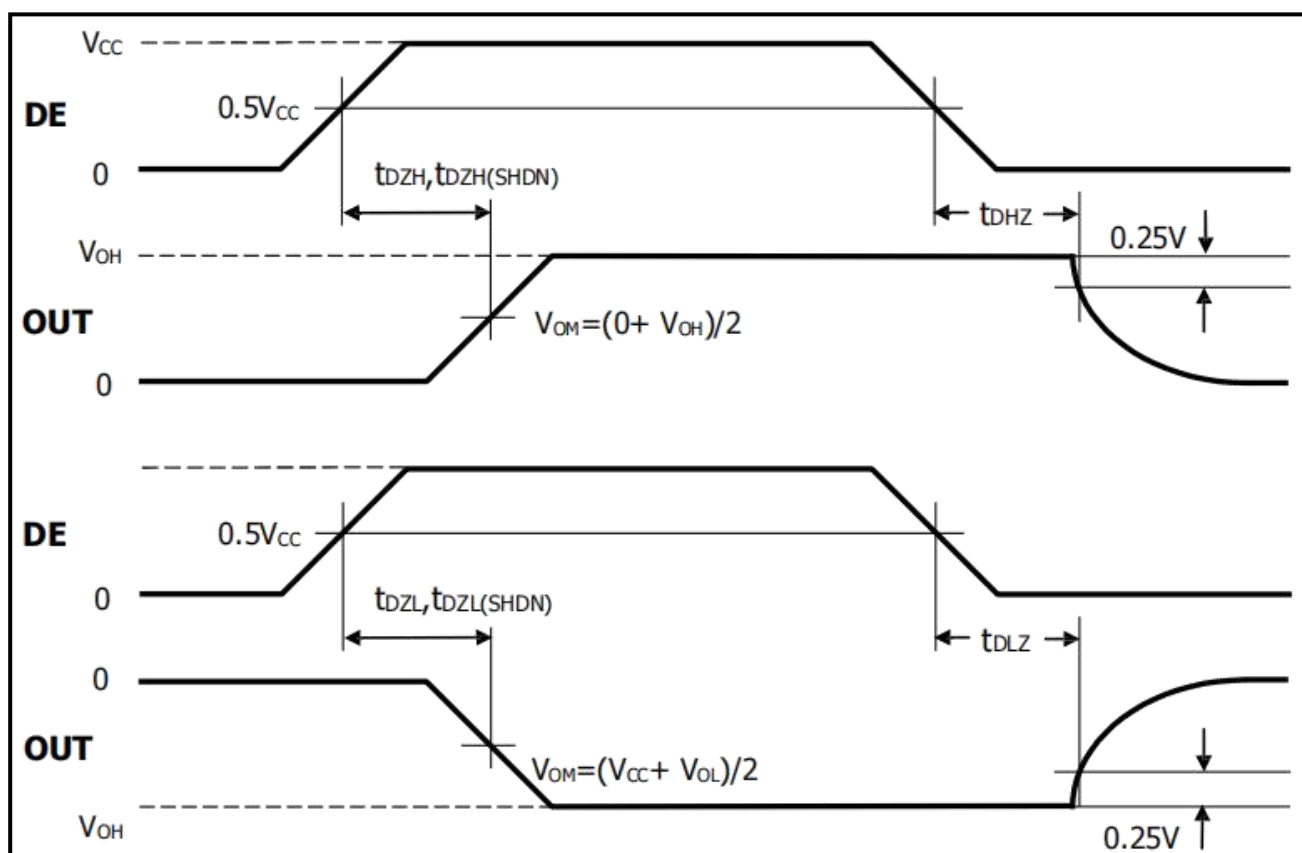 VCC
0.5VCC
DE
0
tDZH,tDZH(SHDN)
tDHZ
0.25V
VOH
OUT
VOM=(0+ VOH)/2
0
DE
0.5VCC
0
tDZL,tDZL(SHDN)
tDLZ
0
OUT
VOM=(VCC+ VOL)/2
VOH
0.25V